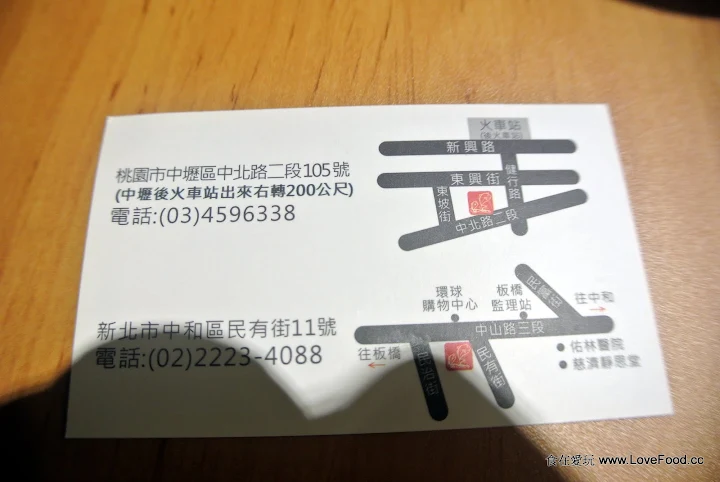 桃園市中壢區中北路二段105號
(中壢後火車站出來右轉200公尺)
電話:(03)4596338
火車站
(後火車站)
新興路
東興街
健行路
東坡街
中北路二段
新北市中和區民有街11號
電話:(02)2223-4088
環球
購物中心
板橋
監理站
往中和
中山路三段
往板橋
民有街
佑林醫院
慈濟靜思堂
食在愛玩 www.LoveFood.cc